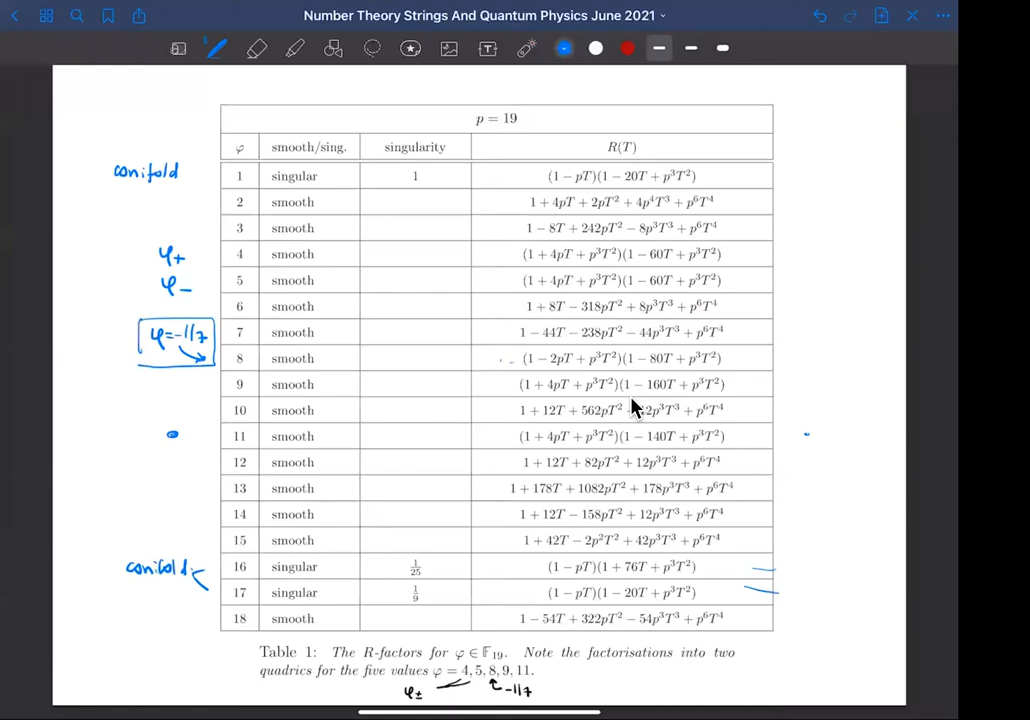 Number Theory Strings And Quantum Physics June 2021
p = 19
φ smooth/sing. singularity R(T)
conifold
1 singular 1 (1 − pT)(1 − 20T + p³T²)
2 smooth 1 + 4pT + 2pT² + 4p⁴T³ + p⁶T⁴
3 smooth 1 − 8T + 242pT² − 8p³T³ + p⁶T⁴
φ+
4 smooth (1 + 4pT + p³T²)(1 − 60T + p³T²)
φ−
5 smooth (1 + 4pT + p³T²)(1 − 60T + p³T²)
6 smooth 1 + 8T − 318pT² + 8p³T³ + p⁶T⁴
φ=-1/7
7 smooth 1 − 44T − 238pT² − 44p³T³ + p⁶T⁴
8 smooth (1 − 2pT + p³T²)(1 − 80T + p³T²)
9 smooth (1 + 4pT + p³T²)(1 − 160T + p³T²)
10 smooth 1 + 12T + 562pT² + 2p³T³ + p⁶T⁴
11 smooth (1 + 4pT + p³T²)(1 − 140T + p³T²)
12 smooth 1 + 12T + 82pT² + 12p³T³ + p⁶T⁴
13 smooth 1 + 178T + 1082pT² + 178p³T³ + p⁶T⁴
14 smooth 1 + 12T − 158pT² + 12p³T³ + p⁶T⁴
15 smooth 1 + 42T − 2p²T² + 42p³T³ + p⁶T⁴
conifold
16 singular 1/25 (1 − pT)(1 + 76T + p³T²)
17 singular 1/9 (1 − pT)(1 − 20T + p³T²)
18 smooth 1 − 54T + 322pT² − 54p³T³ + p⁶T⁴
Table 1: The R-factors for φ ∈ 𝔽₁₉. Note the factorisations into two
quadrics for the five values φ = 4, 5, 8, 9, 11.
φ± -1/7